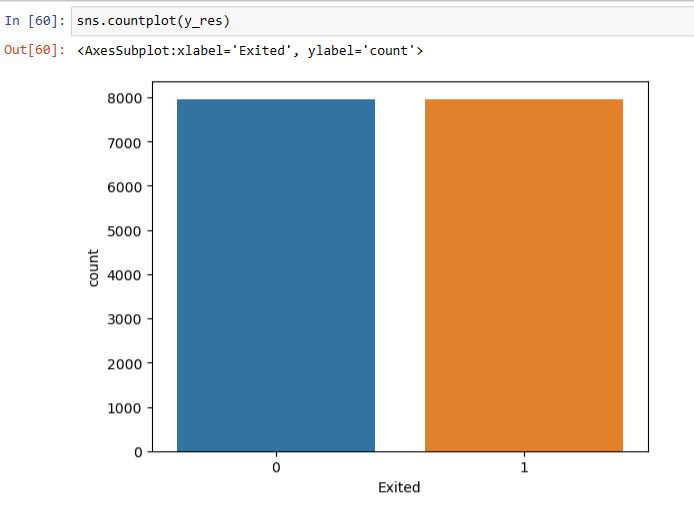 In [60]: sns.countplot(y_res)
Out[60]: <AxesSubplot:xlabel='Exited', ylabel='count'>
8000
7000
6000
5000
4000
3000
2000
1000
0
count
0 1
Exited